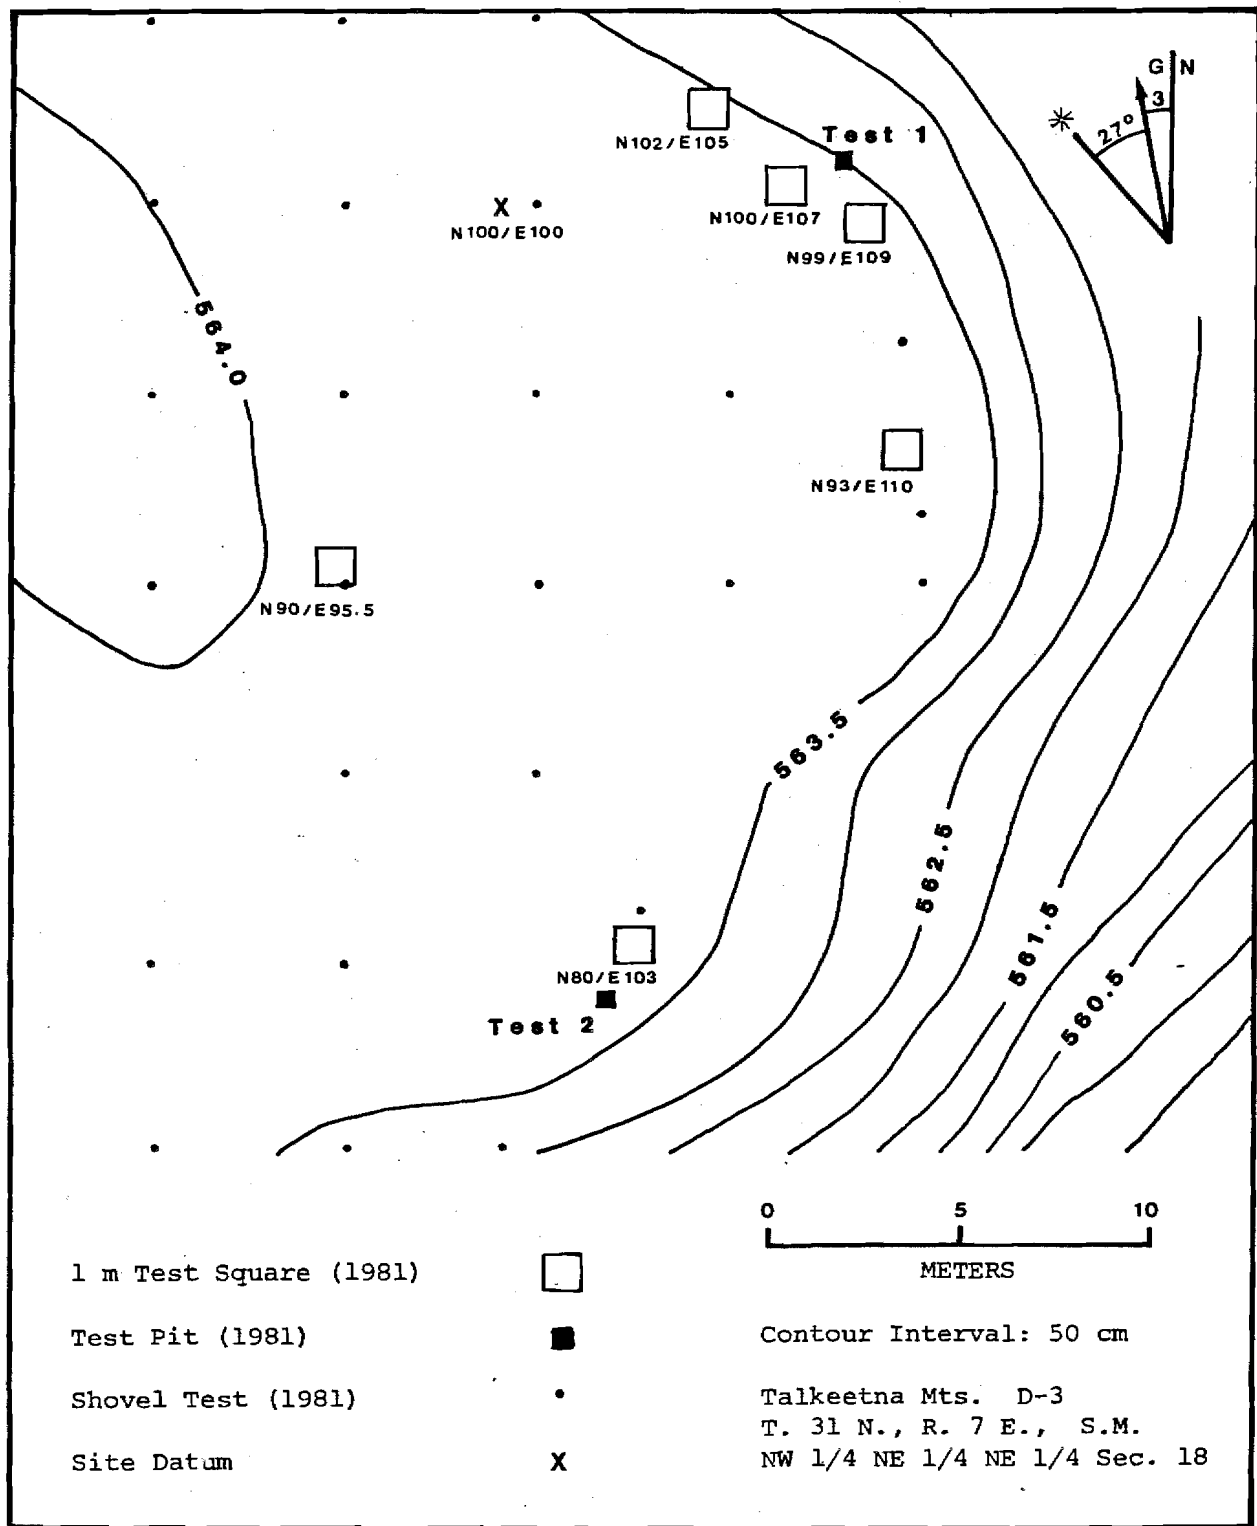 G N
3
27°
N102/E105
Test 1
X
N100/E100
N100/E107
N99/E109
564.0
N93/E110
N90/E95.5
563.5
562.5
561.5
560.5
N80/E103
Test 2
0 5 10
METERS
1 m Test Square (1981)
Test Pit (1981)
Shovel Test (1981)
Site Datum X
Contour Interval: 50 cm
Talkeetna Mts. D-3
T. 31 N., R. 7 E., S.M.
NW 1/4 NE 1/4 NE 1/4 Sec. 18